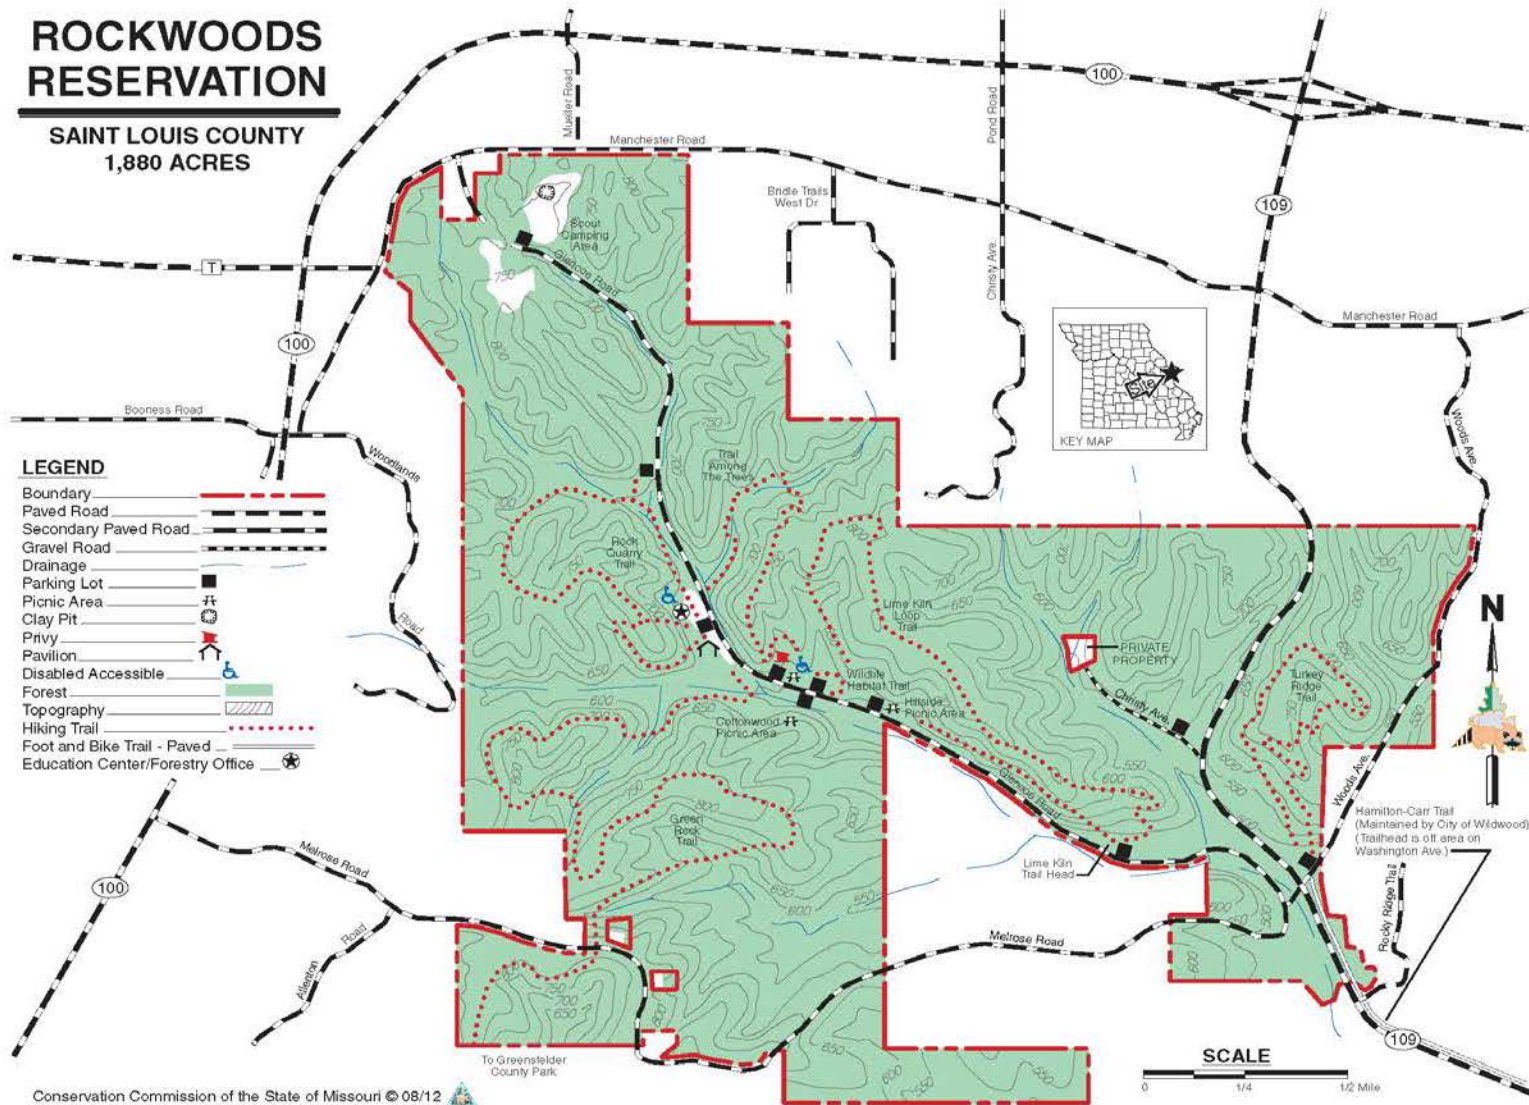 ROCKWOODS
RESERVATION
SAINT LOUIS COUNTY
1,880 ACRES
100
Mueller Road
Manchester Road
Pond Road
109
Bridle Trails
West Dr.
Scout
Camping
Area
750
800
750
Glencoe Road
T
Christy Ave.
Manchester Road
100
Site
KEY MAP
Booness Road
Woodlands
Road
Woods Ave.
LEGEND
Boundary
Paved Road
Secondary Paved Road
Gravel Road
Drainage
Parking Lot
Picnic Area
Clay Pit
Privy
Pavilion
Disabled Accessible
Forest
Topography
Hiking Trail
Foot and Bike Trail - Paved
Education Center/Forestry Office
Trail
Among
The Trees
Rock
Quarry
Trail
Lime Kiln
Loop
Trail
PRIVATE
PROPERTY
Turkey
Ridge
Trail
N
Wildlife
Habitat Trail
Hillside
Picnic Area
Cottonwood
Picnic Area
Christy Ave.
Glencoe Road
Woods Ave.
Green
Rock
Trail
Lime Kiln
Trail Head
Hamilton-Carr Trail
(Maintained by City of Wildwood)
(Trailhead is off area on
Washington Ave.)
Rocky Ridge Trail
Melrose Road
100
Allenton
Road
Melrose Road
109
To Greensfelder
County Park
SCALE
0 1/4 1/2 Mile
Conservation Commission of the State of Missouri © 08/12